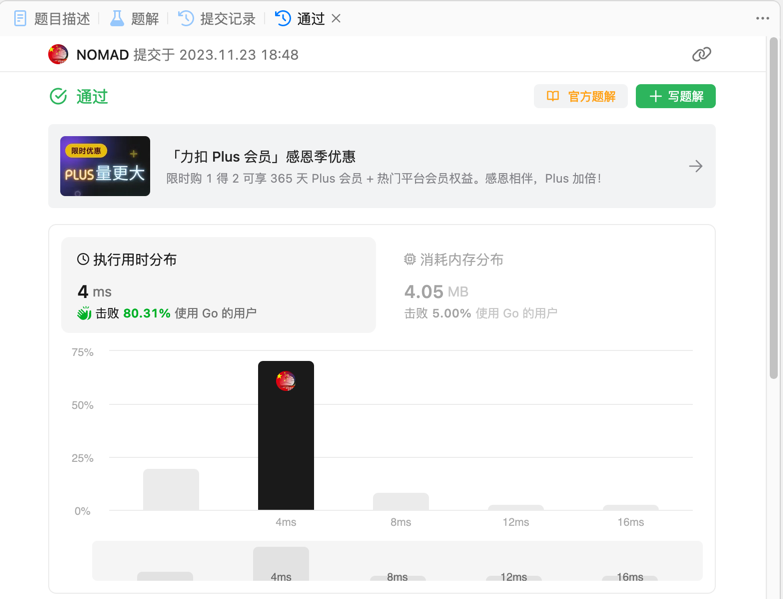 题目描述 题解 提交记录 通过
NOMAD 提交于 2023.11.23 18:48
通过 官方题解 写题解
限时优惠
PLUS量更大
「力扣 Plus 会员」感恩季优惠
限时购 1 得 2 可享 365 天 Plus 会员 + 热门平台会员权益。感恩相伴，Plus 加倍！
执行用时分布
4 ms
击败 80.31% 使用 Go 的用户
消耗内存分布
4.05 MB
击败 5.00% 使用 Go 的用户
75%
50%
25%
0%
4ms 8ms 12ms 16ms
4ms 8ms 12ms 16ms